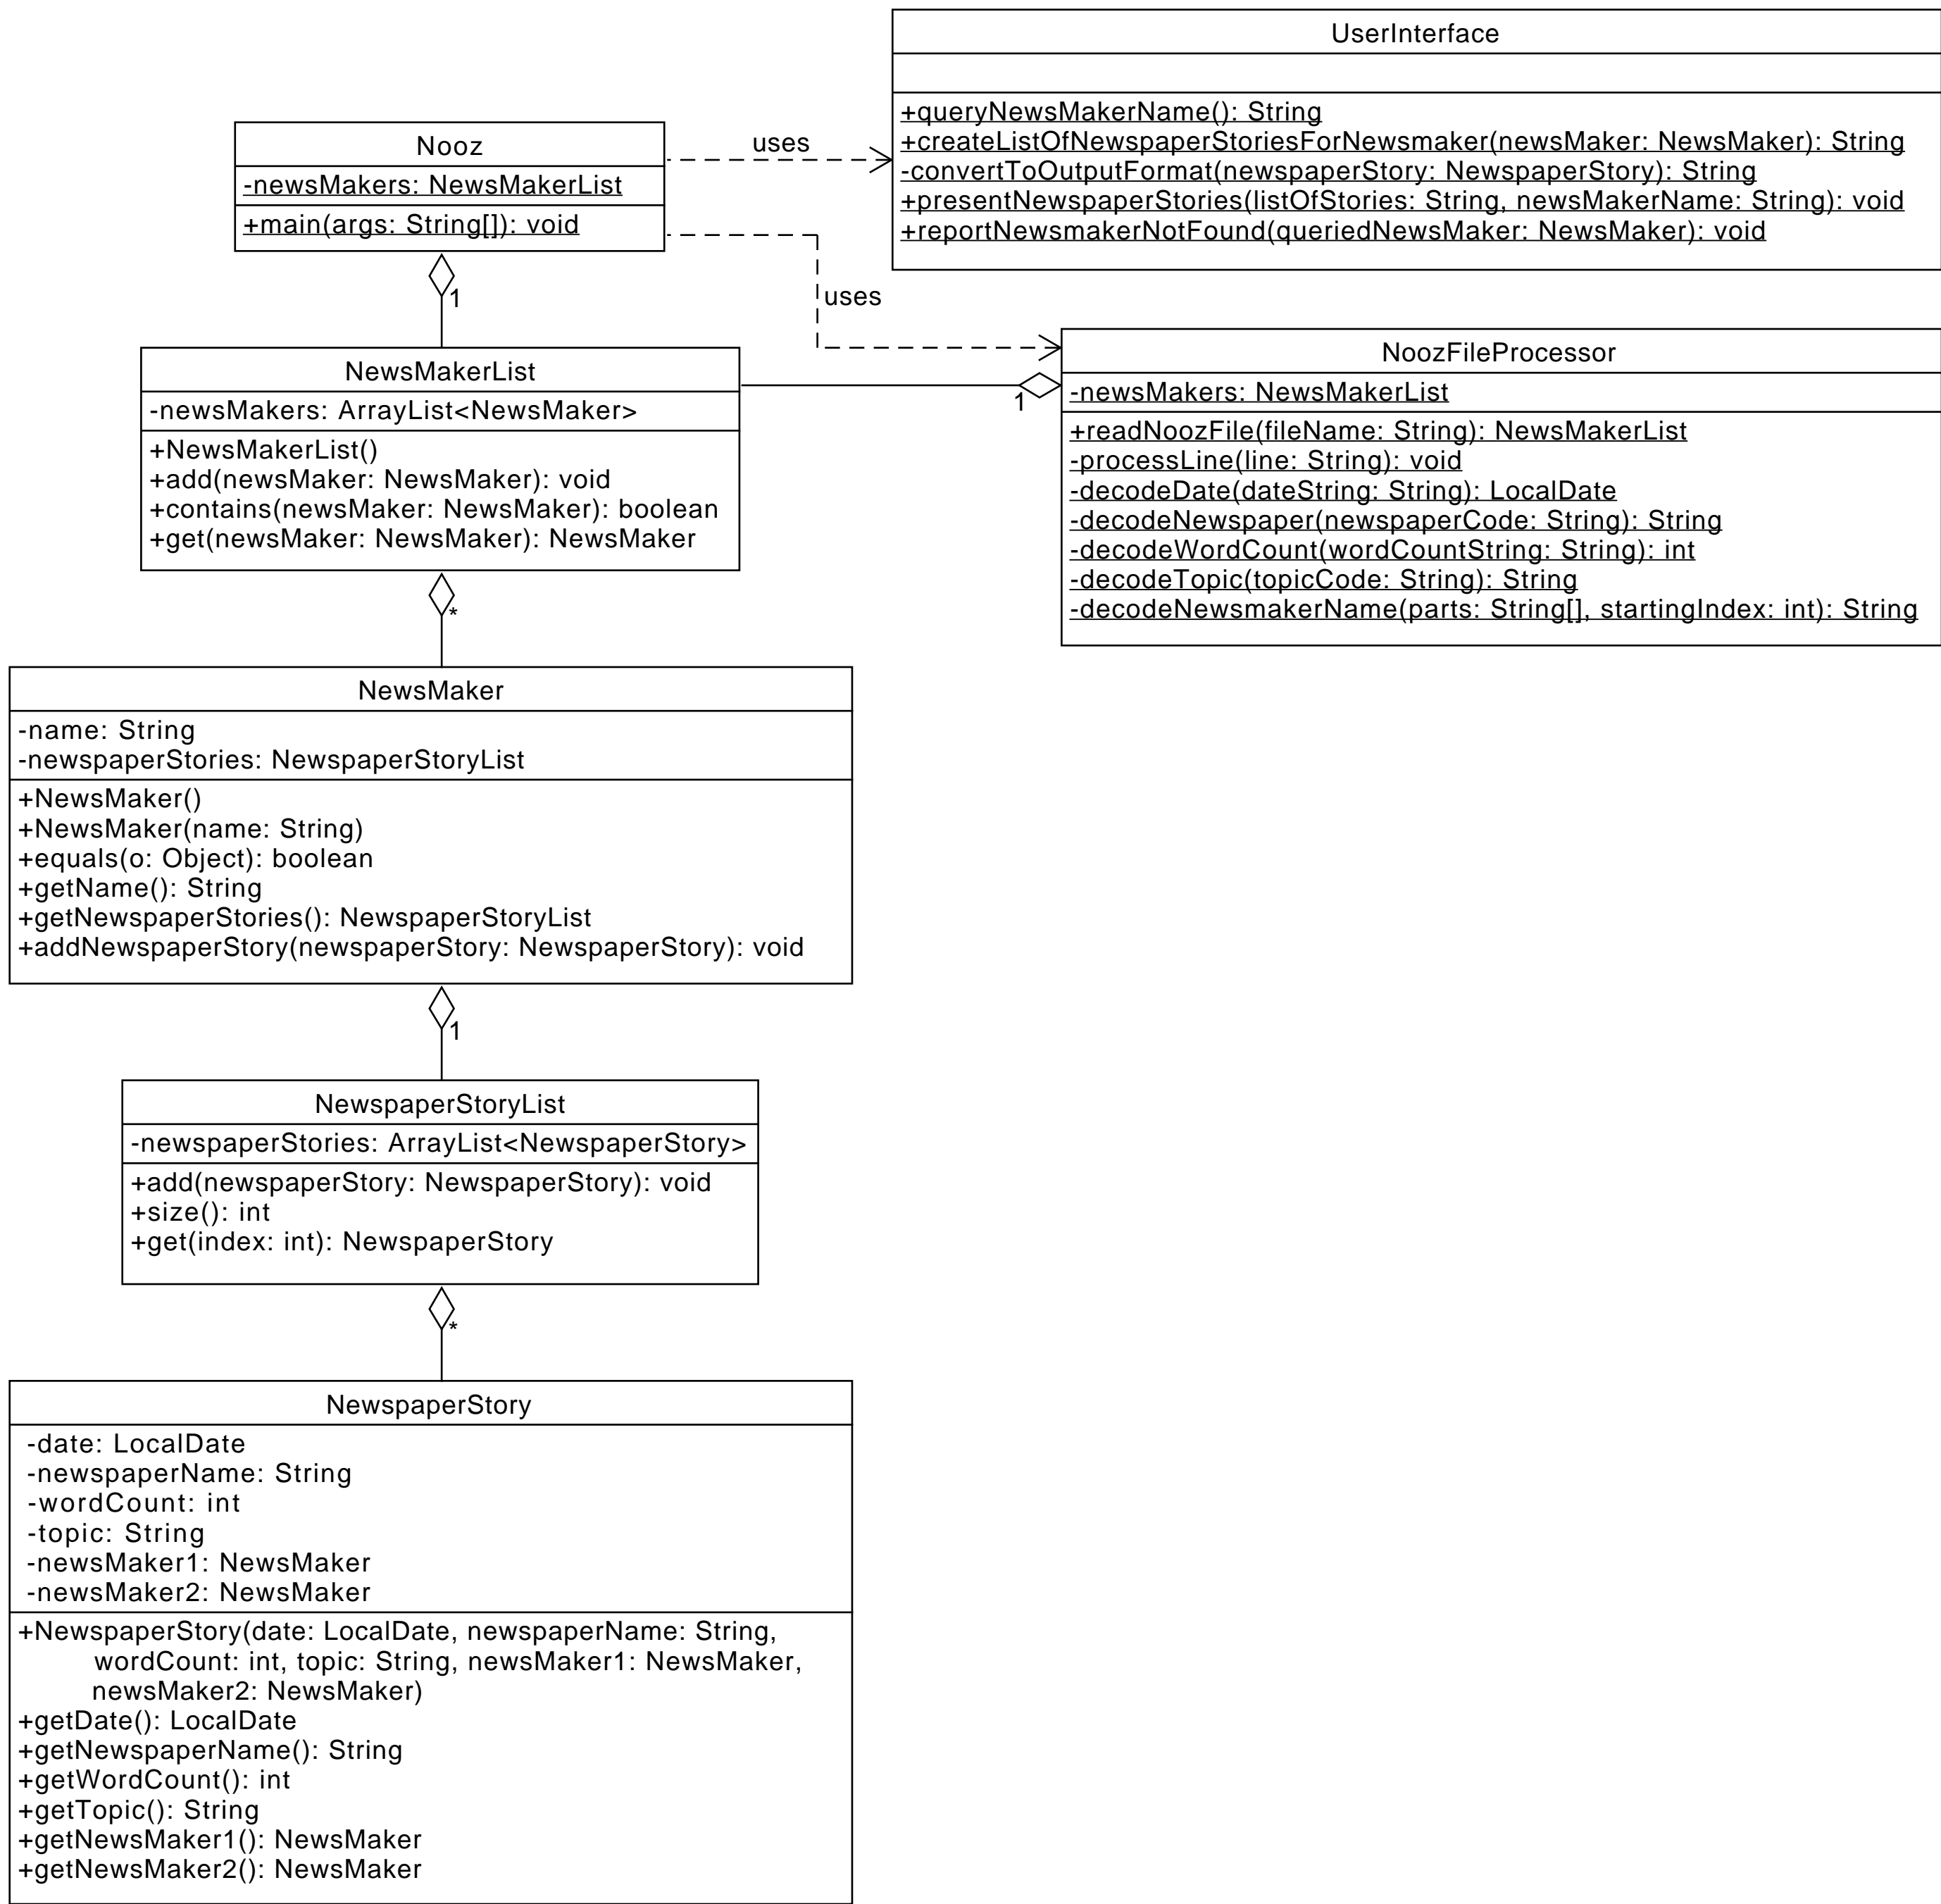 UserInterface
+queryNewsMakerName(): String
+createListOfNewspaperStoriesForNewsmaker(newsMaker: NewsMaker): String
-convertToOutputFormat(newspaperStory: NewspaperStory): String
+presentNewspaperStories(listOfStories: String, newsMakerName: String): void
+reportNewsmakerNotFound(queriedNewsMaker: NewsMaker): void
Nooz
-newsMakers: NewsMakerList
+main(args: String[]): void
uses
uses
1
NewsMakerList
-newsMakers: ArrayList<NewsMaker>
+NewsMakerList()
+add(newsMaker: NewsMaker): void
+contains(newsMaker: NewsMaker): boolean
+get(newsMaker: NewsMaker): NewsMaker
1
NoozFileProcessor
-newsMakers: NewsMakerList
+readNoozFile(fileName: String): NewsMakerList
-processLine(line: String): void
-decodeDate(dateString: String): LocalDate
-decodeNewspaper(newspaperCode: String): String
-decodeWordCount(wordCountString: String): int
-decodeTopic(topicCode: String): String
-decodeNewsmakerName(parts: String[], startingIndex: int): String
*
NewsMaker
-name: String
-newspaperStories: NewspaperStoryList
+NewsMaker()
+NewsMaker(name: String)
+equals(o: Object): boolean
+getName(): String
+getNewspaperStories(): NewspaperStoryList
+addNewspaperStory(newspaperStory: NewspaperStory): void
1
NewspaperStoryList
-newspaperStories: ArrayList<NewspaperStory>
+add(newspaperStory: NewspaperStory): void
+size(): int
+get(index: int): NewspaperStory
*
NewspaperStory
-date: LocalDate
-newspaperName: String
-wordCount: int
-topic: String
-newsMaker1: NewsMaker
-newsMaker2: NewsMaker
+NewspaperStory(date: LocalDate, newspaperName: String,
wordCount: int, topic: String, newsMaker1: NewsMaker,
newsMaker2: NewsMaker)
+getDate(): LocalDate
+getNewspaperName(): String
+getWordCount(): int
+getTopic(): String
+getNewsMaker1(): NewsMaker
+getNewsMaker2(): NewsMaker